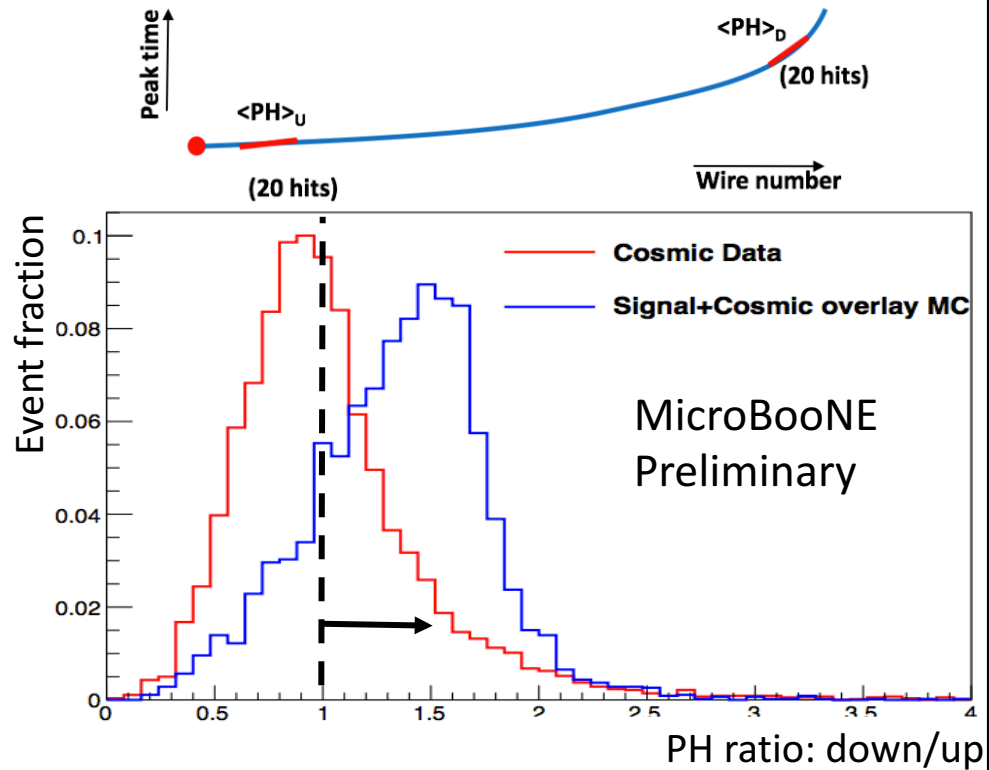 Peak time
<PH>D
(20 hits)
<PH>U
(20 hits)
Wire number
Event fraction
0.1
0.08
0.06
0.04
0.02
0
Cosmic Data
Signal+Cosmic overlay MC
MicroBooNE
Preliminary
0 0.5 1 1.5 2 2.5 3 3.5 4
PH ratio: down/up